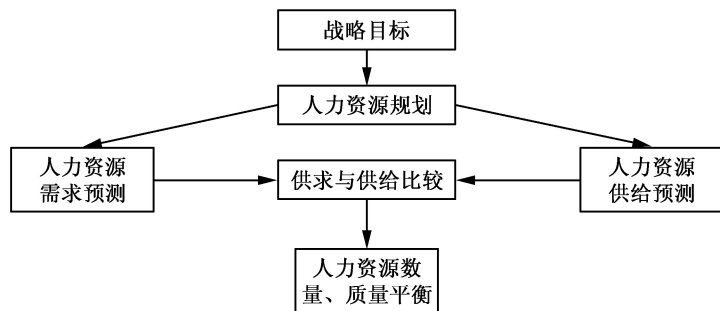 战略目标
人力资源规划
人力资源
需求预测
供求与供给比较
人力资源
供给预测
人力资源数
量、质量平衡